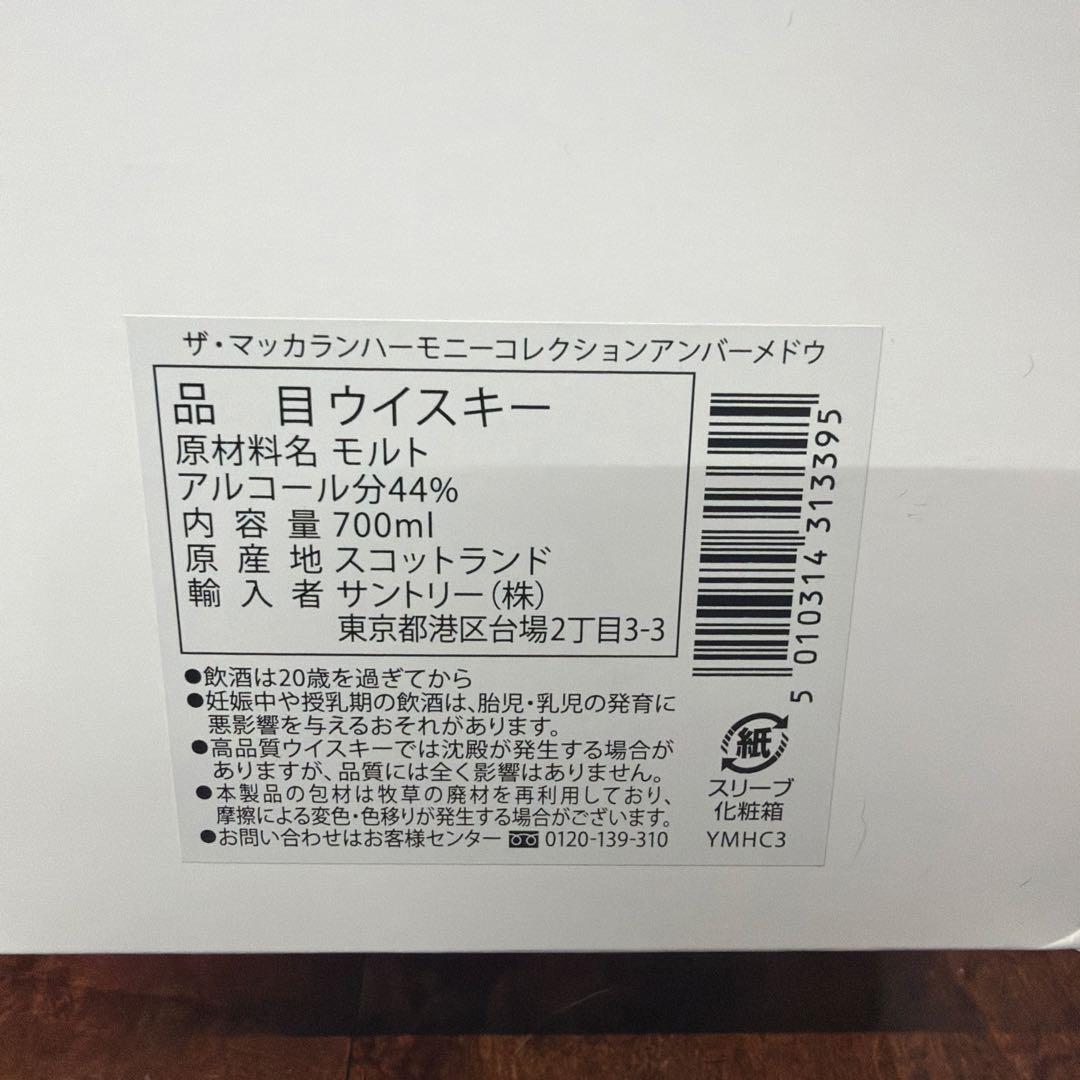 ザ・マッカランハーモニーコレクションアンバーメドウ
品 目 ウイスキー
原材料名 モルト
アルコール分44%
内容量 700ml
原産地 スコットランド
輸入者 サントリー(株)
東京都港区台場2丁目3-3
●飲酒は20歳を過ぎてから
●妊娠中や授乳期の飲酒は、胎児・乳児の発育に
悪影響を与えるおそれがあります。
●高品質ウイスキーでは沈殿が発生する場合が
ありますが、品質には全く影響はありません。
●本製品の包材は牧草の廃材を再利用しており、
摩擦による変色・色移りが発生する場合がございます。
●お問い合わせはお客様センター 0120-139-310
5 010314 313395
紙
スリーブ
化粧箱
YMHC3